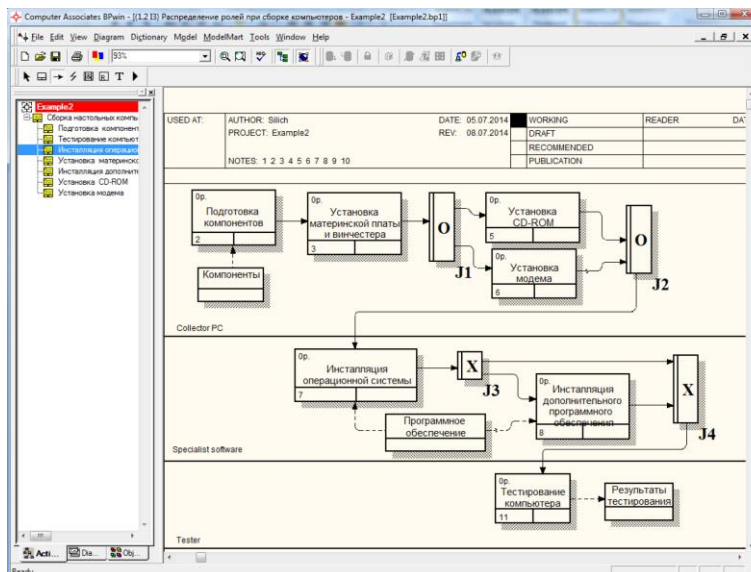 Computer Associates BPwin - [(1.2 I3) Распределение ролей при сборке компьютеров - Example2 [Example2.bp1]]
File Edit View Diagram Dictionary Model ModelMart Tools Window Help
93%
Example2
Сборка настольных компь
Подготовка компонент
Тестирование компьют
Инсталляция операцио
Установка материнско
Инсталляция дополните
Установка CD-ROM
Установка модема
USED AT:
AUTHOR: Silich
DATE: 05.07.2014
WORKING
READER
DAT
PROJECT: Example2
REV: 08.07.2014
DRAFT
RECOMMENDED
NOTES: 1 2 3 4 5 6 7 8 9 10
PUBLICATION
0р.
Подготовка
компонентов
2
0р.
Установка
материнской платы
и винчестера
3
O
J1
0р.
Установка
CD-ROM
5
0р.
Установка
модема
6
O
J2
Компоненты
Collector PC
0р.
Инсталляция
операционной системы
7
X
J3
0р.
Инсталляция
дополнительного
программного
обеспечения
8
X
J4
Программное
обеспечение
Specialist software
0р.
Тестирование
компьютера
11
Результаты
тестирования
Tester
Acti...
Dia...
Obj...
Ready